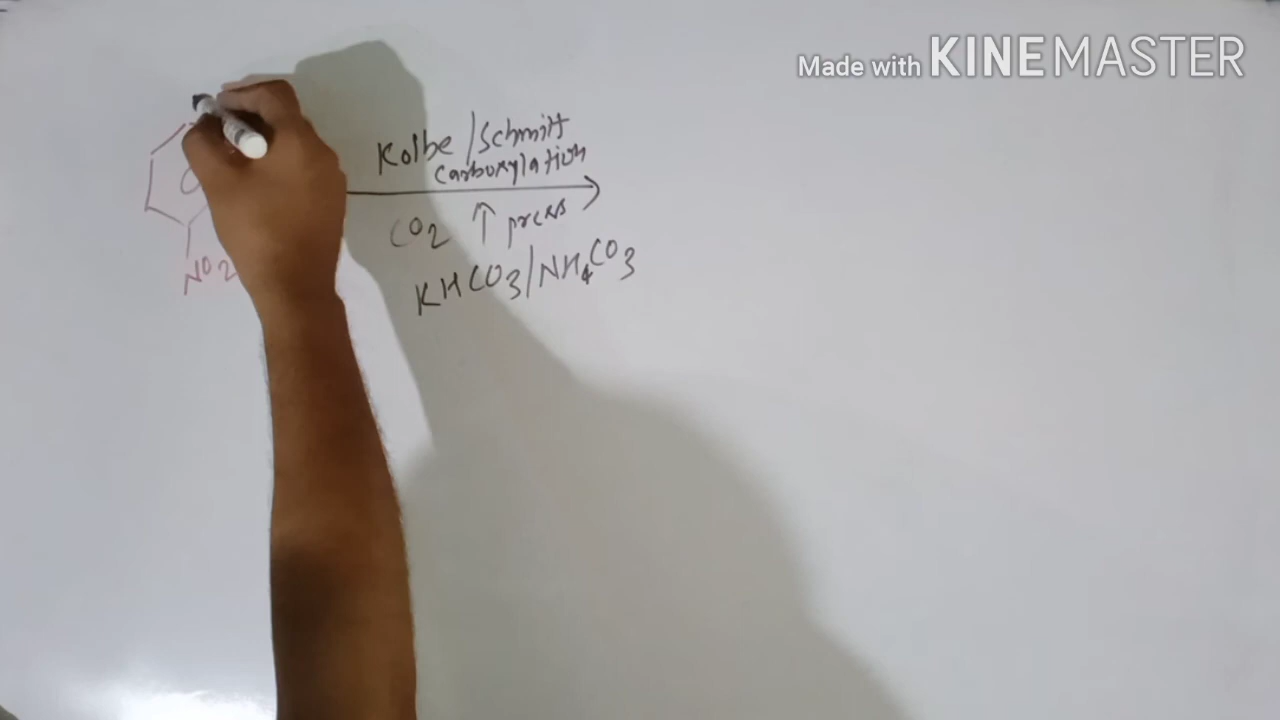 Made with KINEMASTER
Kolbe/Schmitt
Carboxylation
CO2 ↑ press
KHCO3/NH4CO3
NO2